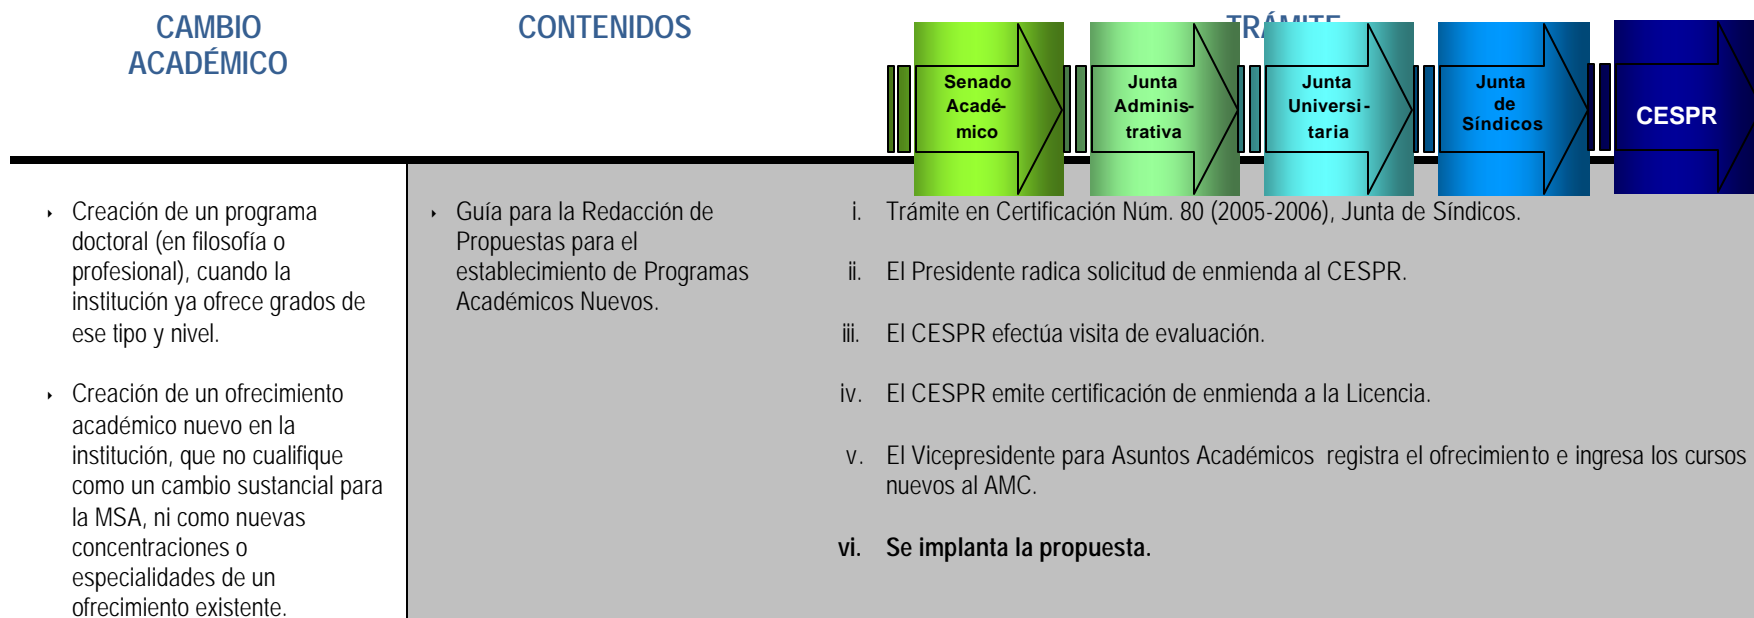 CAMBIO
ACADÉMICO
CONTENIDOS
TRÁMITE
Senado
Acadé-
mico
Junta
Adminis-
trativa
Junta
Universi-
taria
Junta
de
Síndicos
CESPR
‣ Creación de un programa
doctoral (en filosofía o
profesional), cuando la
institución ya ofrece grados de
ese tipo y nivel.
‣ Creación de un ofrecimiento
académico nuevo en la
institución, que no cualifique
como un cambio sustancial para
la MSA, ni como nuevas
concentraciones o
especialidades de un
ofrecimiento existente.
‣ Guía para la Redacción de
Propuestas para el
establecimiento de Programas
Académicos Nuevos.
i. Trámite en Certificación Núm. 80 (2005-2006), Junta de Síndicos.
ii. El Presidente radica solicitud de enmienda al CESPR.
iii. El CESPR efectúa visita de evaluación.
iv. El CESPR emite certificación de enmienda a la Licencia.
v. El Vicepresidente para Asuntos Académicos registra el ofrecimiento e ingresa los cursos
nuevos al AMC.
vi. Se implanta la propuesta.